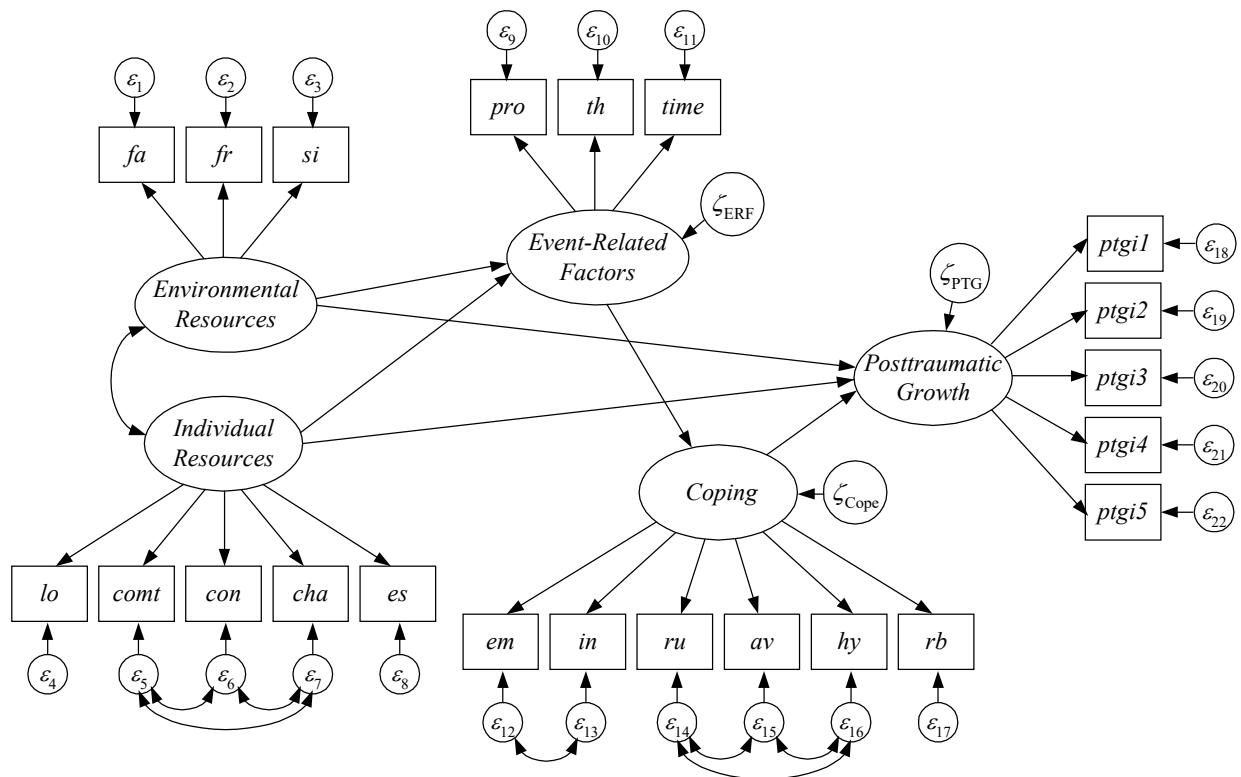 ε9 ε10 ε11
ε1 ε2 ε3
pro th time
fa fr si
ζERF
Event-Related
Factors
ptgi1 ε18
ζPTG
Environmental
Resources
ptgi2 ε19
Posttraumatic
Growth
ptgi3 ε20
Individual
Resources
ptgi4 ε21
Coping
ζCope
ptgi5 ε22
lo comt con cha es
em in ru av hy rb
ε4 ε5 ε6 ε7 ε8
ε12 ε13 ε14 ε15 ε16 ε17